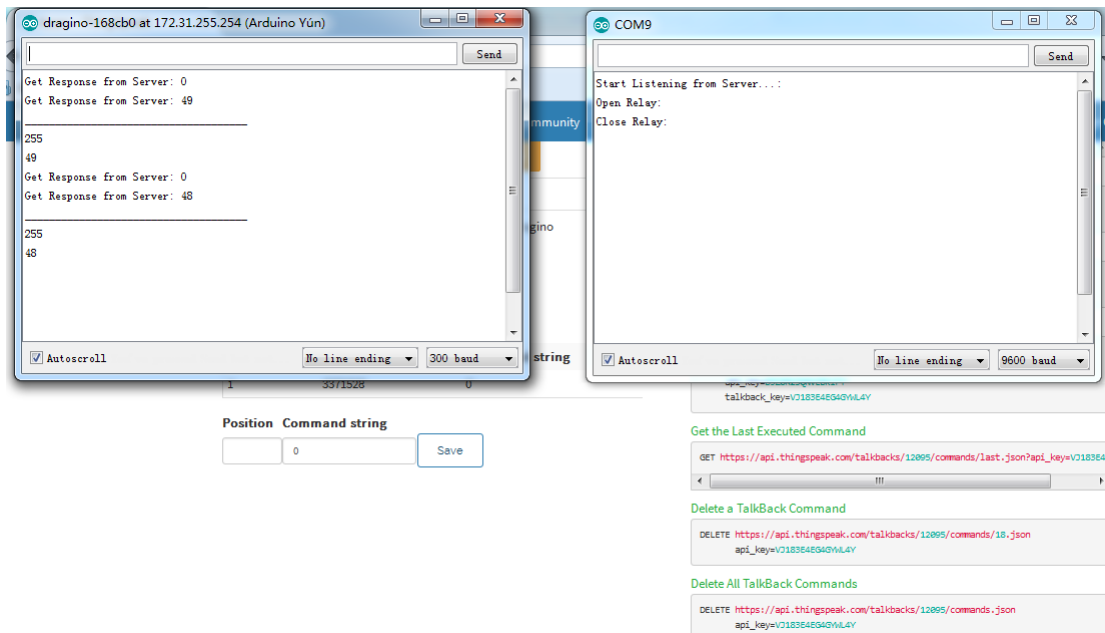 dragino-168cb0 at 172.31.255.254 (Arduino Yún)
Send
Get Response from Server: 0
Get Response from Server: 49
255
49
Get Response from Server: 0
Get Response from Server: 48
255
48
Autoscroll
No line ending
300 baud
COM9
Send
Start Listening from Server...:
Open Relay:
Close Relay:
Autoscroll
No line ending
9600 baud
mmunity
gino
string
1 3371528 0
Position Command string
0
Save
talkback_key=VJ183E4EG4GYWL4Y
Get the Last Executed Command
GET https://api.thingspeak.com/talkbacks/12095/commands/last.json?api_key=VJ183E4
Delete a TalkBack Command
DELETE https://api.thingspeak.com/talkbacks/12095/commands/18.json
api_key=VJ183E4EG4GYWL4Y
Delete All TalkBack Commands
DELETE https://api.thingspeak.com/talkbacks/12095/commands.json
api_key=VJ183E4EG4GYWL4Y